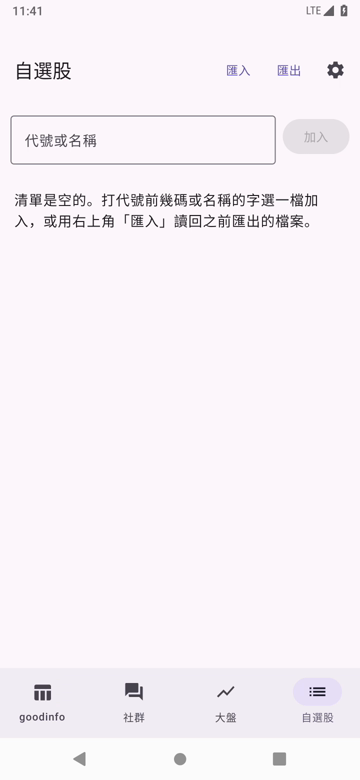 11:41
LTE
自選股
匯入
匯出
代號或名稱
加入
清單是空的。打代號前幾碼或名稱的字選一檔加
入，或用右上角「匯入」讀回之前匯出的檔案。
goodinfo
社群
大盤
自選股